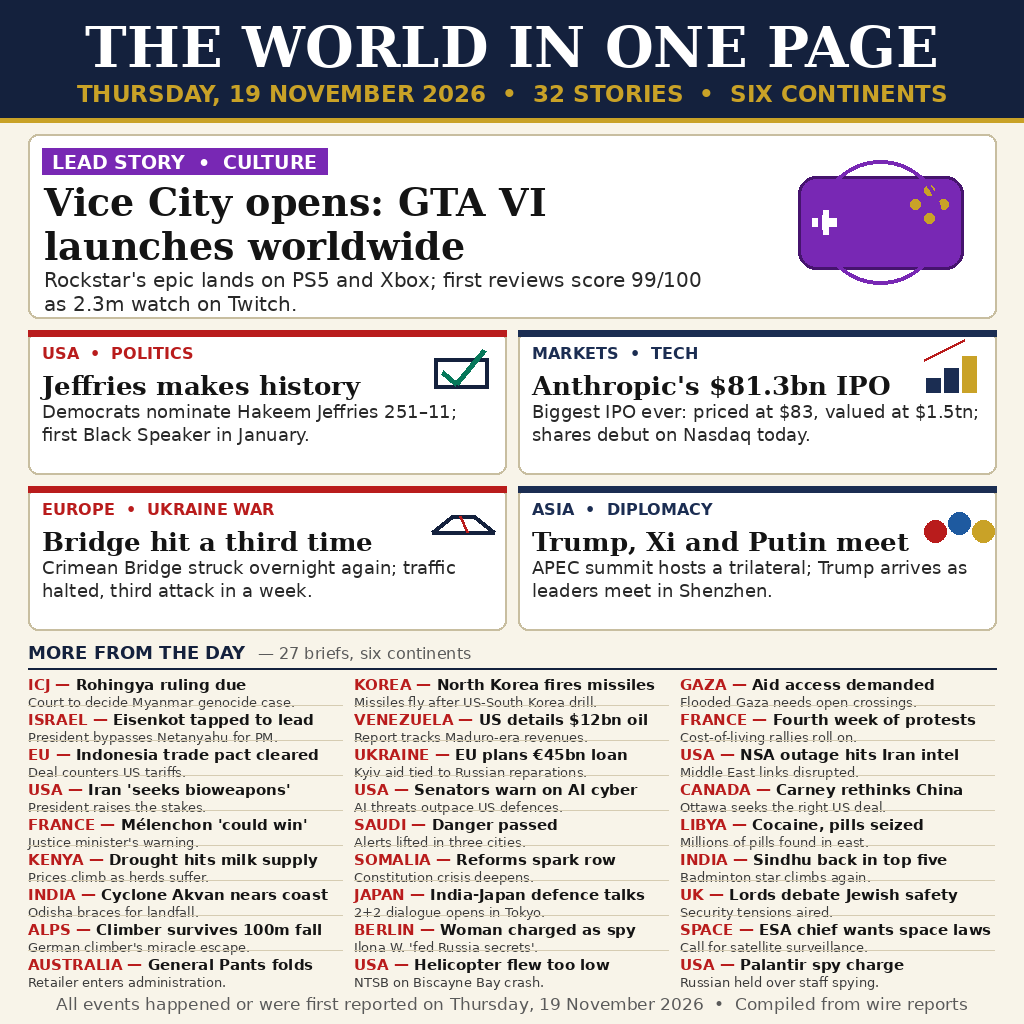 THE WORLD IN ONE PAGE
THURSDAY, 19 NOVEMBER 2026 • 32 STORIES • SIX CONTINENTS
LEAD STORY • CULTURE
Vice City opens: GTA VI
launches worldwide
Rockstar's epic lands on PS5 and Xbox; first reviews score 99/100
as 2.3m watch on Twitch.
USA • POLITICS
Jeffries makes history
Democrats nominate Hakeem Jeffries 251–11;
first Black Speaker in January.
MARKETS • TECH
Anthropic's $81.3bn IPO
Biggest IPO ever: priced at $83, valued at $1.5tn;
shares debut on Nasdaq today.
EUROPE • UKRAINE WAR
Bridge hit a third time
Crimean Bridge struck overnight again; traffic
halted, third attack in a week.
ASIA • DIPLOMACY
Trump, Xi and Putin meet
APEC summit hosts a trilateral; Trump arrives as
leaders meet in Shenzhen.
MORE FROM THE DAY — 27 briefs, six continents
ICJ — Rohingya ruling due
Court to decide Myanmar genocide case.
ISRAEL — Eisenkot tapped to lead
President bypasses Netanyahu for PM.
EU — Indonesia trade pact cleared
Deal counters US tariffs.
USA — Iran 'seeks bioweapons'
President raises the stakes.
FRANCE — Mélenchon 'could win'
Justice minister's warning.
KENYA — Drought hits milk supply
Prices climb as herds suffer.
INDIA — Cyclone Akvan nears coast
Odisha braces for landfall.
ALPS — Climber survives 100m fall
German climber's miracle escape.
AUSTRALIA — General Pants folds
Retailer enters administration.
KOREA — North Korea fires missiles
Missiles fly after US-South Korea drill.
VENEZUELA — US details $12bn oil
Report tracks Maduro-era revenues.
UKRAINE — EU plans €45bn loan
Kyiv aid tied to Russian reparations.
USA — Senators warn on AI cyber
AI threats outpace US defences.
SAUDI — Danger passed
Alerts lifted in three cities.
SOMALIA — Reforms spark row
Constitution crisis deepens.
JAPAN — India-Japan defence talks
2+2 dialogue opens in Tokyo.
BERLIN — Woman charged as spy
Ilona W. 'fed Russia secrets'.
USA — Helicopter flew too low
NTSB on Biscayne Bay crash.
GAZA — Aid access demanded
Flooded Gaza needs open crossings.
FRANCE — Fourth week of protests
Cost-of-living rallies roll on.
USA — NSA outage hits Iran intel
Middle East links disrupted.
CANADA — Carney rethinks China
Ottawa seeks the right US deal.
LIBYA — Cocaine, pills seized
Millions of pills found in east.
INDIA — Sindhu back in top five
Badminton star climbs again.
UK — Lords debate Jewish safety
Security tensions aired.
SPACE — ESA chief wants space laws
Call for satellite surveillance.
USA — Palantir spy charge
Russian held over staff spying.
All events happened or were first reported on Thursday, 19 November 2026 • Compiled from wire reports